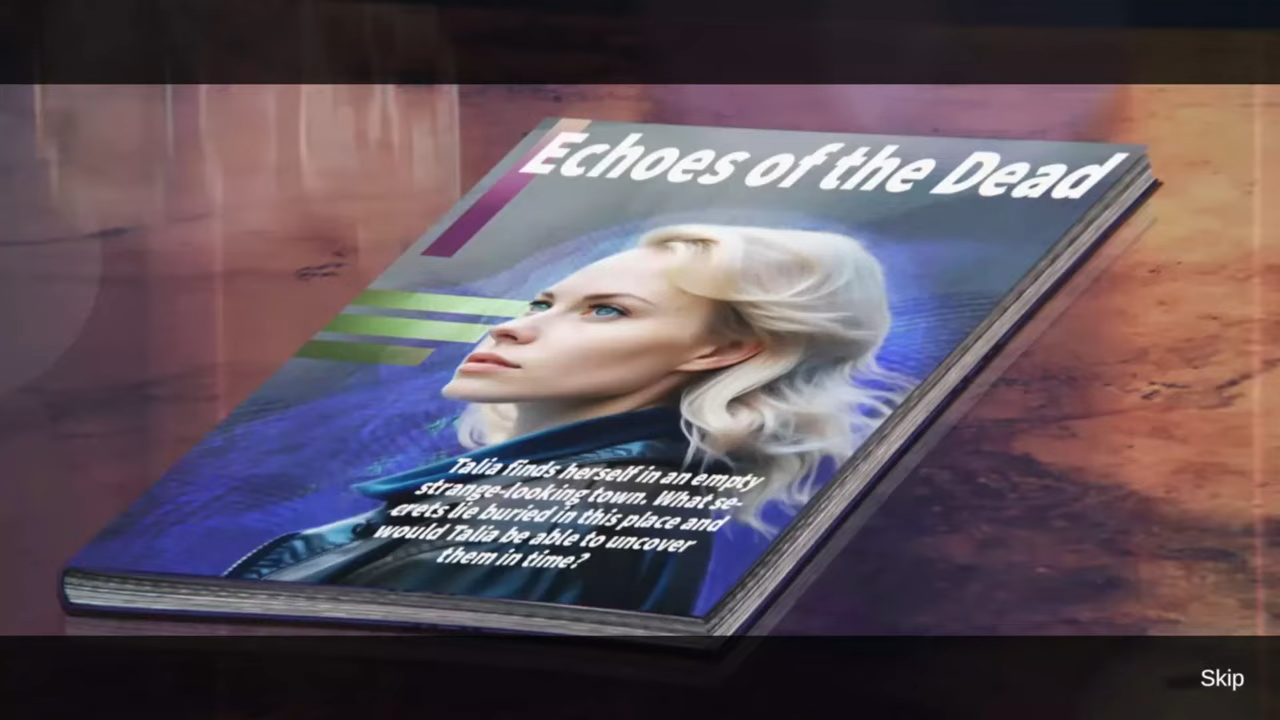 Echoes of the Dead
Talia finds herself in an empty
strange-looking town. What se-
crets lie buried in this place and
would Talia be able to uncover
them in time?
Skip